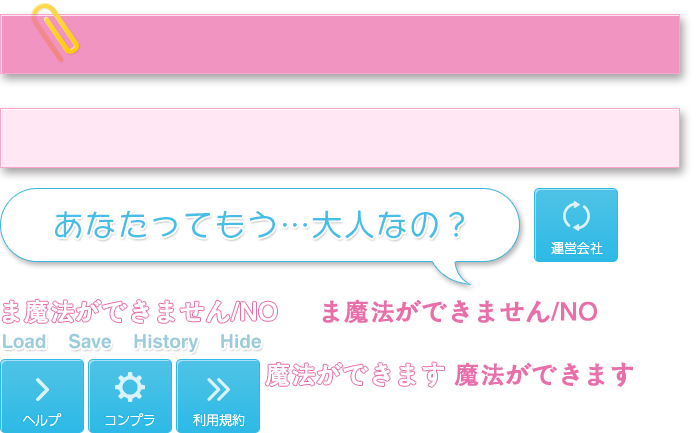 あなたってもう…大人なの？
運営会社
ま魔法ができません/NO ま魔法ができません/NO
Load Save History Hide
魔法ができます 魔法ができます
ヘルプ コンプラ 利用規約